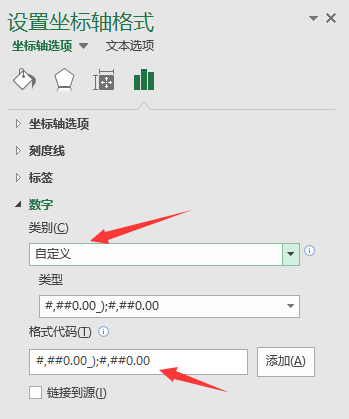 设置坐标轴格式
坐标轴选项 文本选项
坐标轴选项
刻度线
标签
数字
类别(C)
自定义
类型
#,##0.00_);#,##0.00
格式代码(T)
#,##0.00_);#,##0.00 添加(A)
链接到源(I)